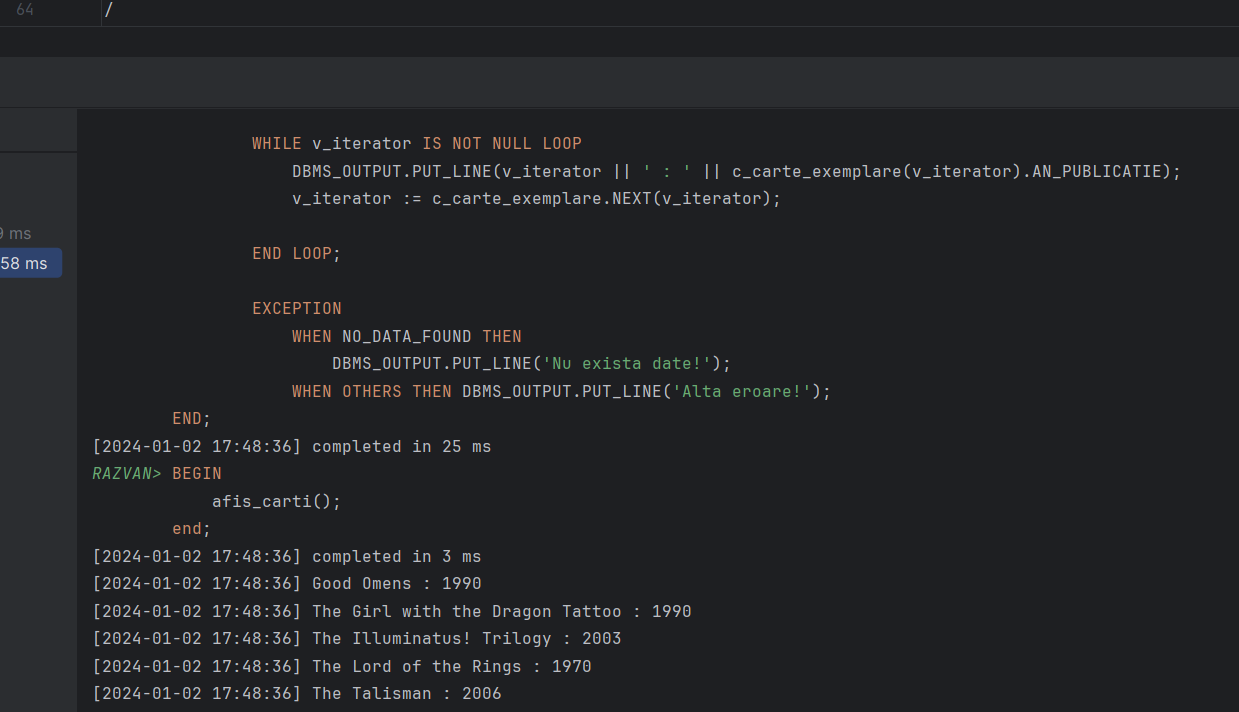 64 /
WHILE v_iterator IS NOT NULL LOOP
DBMS_OUTPUT.PUT_LINE(v_iterator || ' : ' || c_carte_exemplare(v_iterator).AN_PUBLICATIE);
v_iterator := c_carte_exemplare.NEXT(v_iterator);
9 ms
END LOOP;
58 ms
EXCEPTION
WHEN NO_DATA_FOUND THEN
DBMS_OUTPUT.PUT_LINE('Nu exista date!');
WHEN OTHERS THEN DBMS_OUTPUT.PUT_LINE('Alta eroare!');
END;
[2024-01-02 17:48:36] completed in 25 ms
RAZVAN> BEGIN
afis_carti();
end;
[2024-01-02 17:48:36] completed in 3 ms
[2024-01-02 17:48:36] Good Omens : 1990
[2024-01-02 17:48:36] The Girl with the Dragon Tattoo : 1990
[2024-01-02 17:48:36] The Illuminatus! Trilogy : 2003
[2024-01-02 17:48:36] The Lord of the Rings : 1970
[2024-01-02 17:48:36] The Talisman : 2006